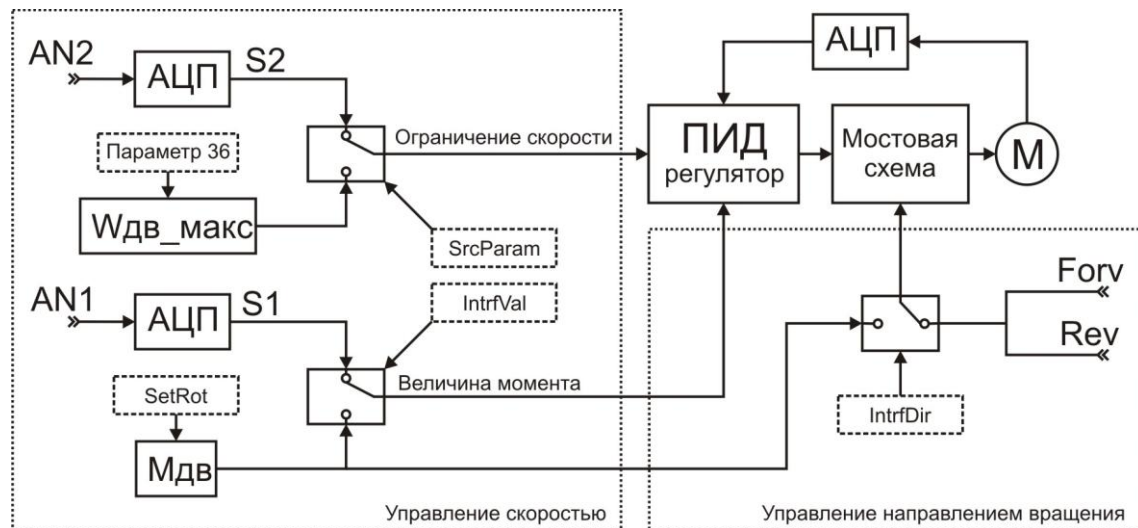 AN2
АЦП
S2
Параметр 36
Wдв_макс
Ограничение скорости
SrcParam
AN1
АЦП
S1
IntrfVal
SetRot
Mдв
Величина момента
Управление скоростью
АЦП
ПИД
регулятор
Мостовая
схема
М
Forv
Rev
IntrfDir
Управление направлением вращения